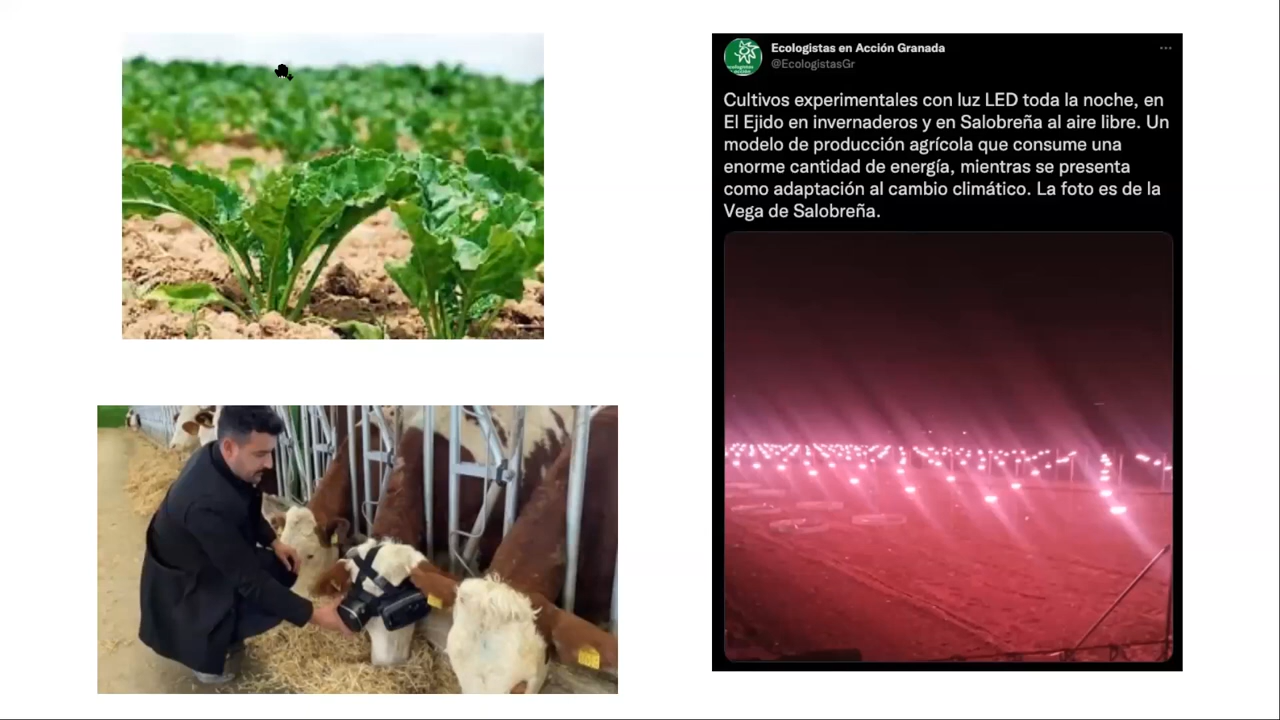 Ecologistas en Acción Granada
@EcologistasGr
Cultivos experimentales con luz LED toda la noche, en
El Ejido en invernaderos y en Salobreña al aire libre. Un
modelo de producción agrícola que consume una
enorme cantidad de energía, mientras se presenta
como adaptación al cambio climático. La foto es de la
Vega de Salobreña.